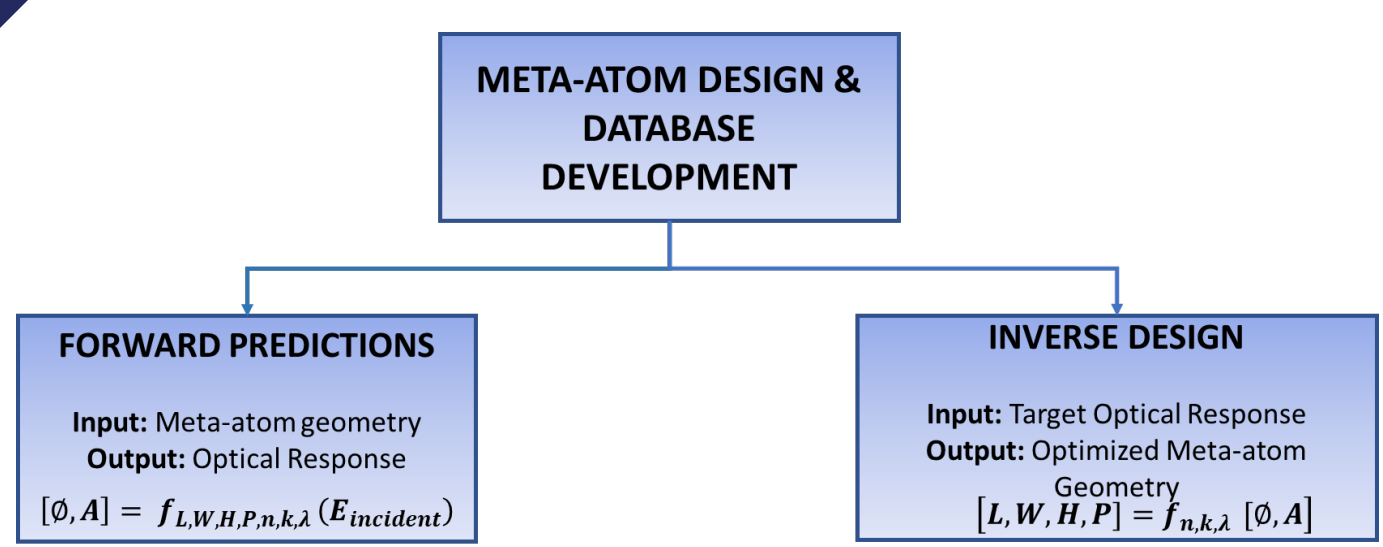 META-ATOM DESIGN &
DATABASE
DEVELOPMENT
FORWARD PREDICTIONS
Input: Meta-atom geometry
Output: Optical Response
[∅, A] = f_{L,W,H,P,n,k,λ} (E_{incident})
INVERSE DESIGN
Input: Target Optical Response
Output: Optimized Meta-atom
Geometry
[L, W, H, P] = f_{n,k,λ} [∅, A]